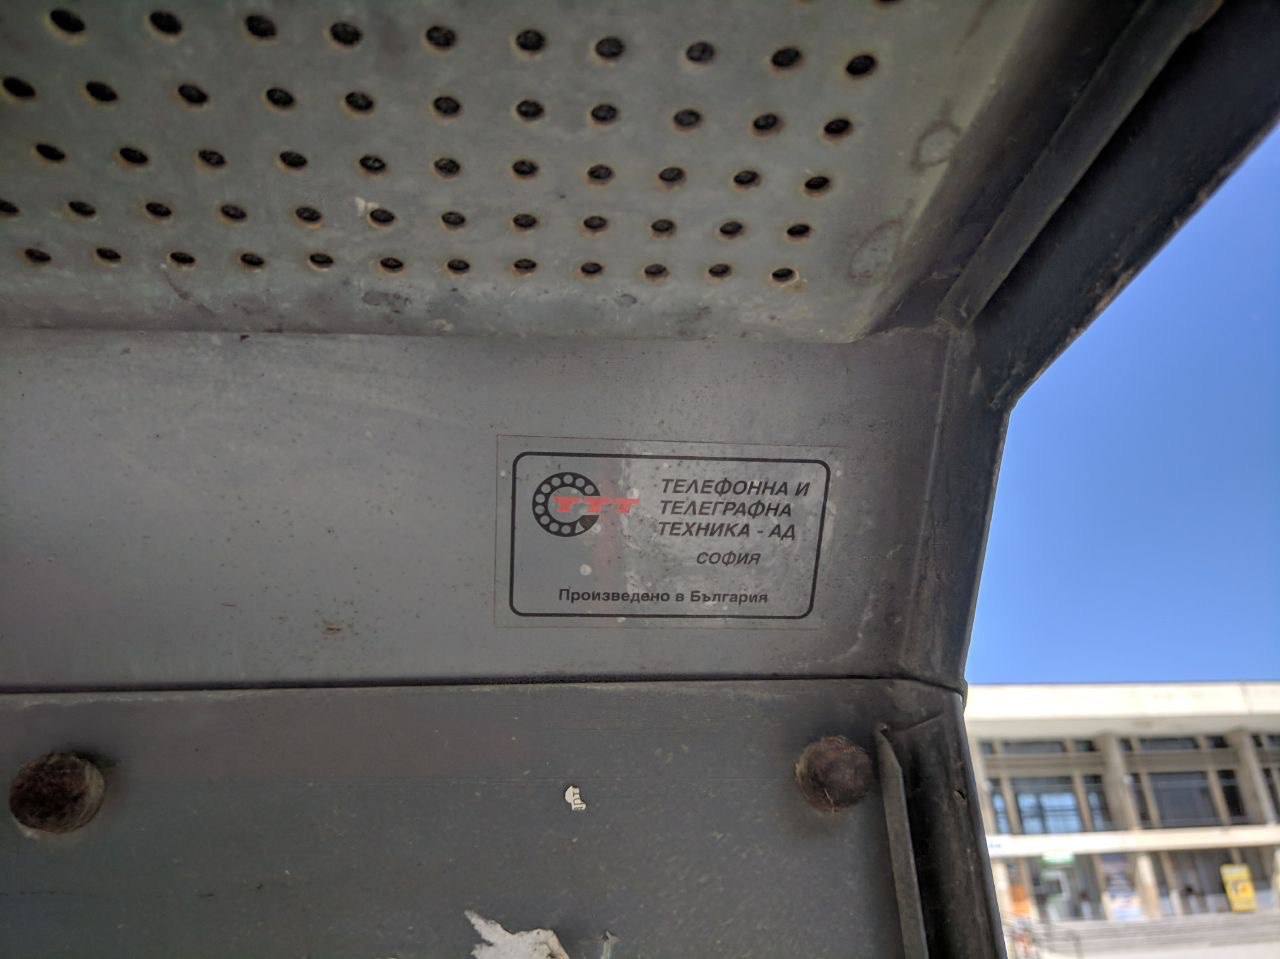 ТТТ
ТЕЛЕФОННА И
ТЕЛЕГРАФНА
ТЕХНИКА - АД
СОФИЯ
Произведено в България